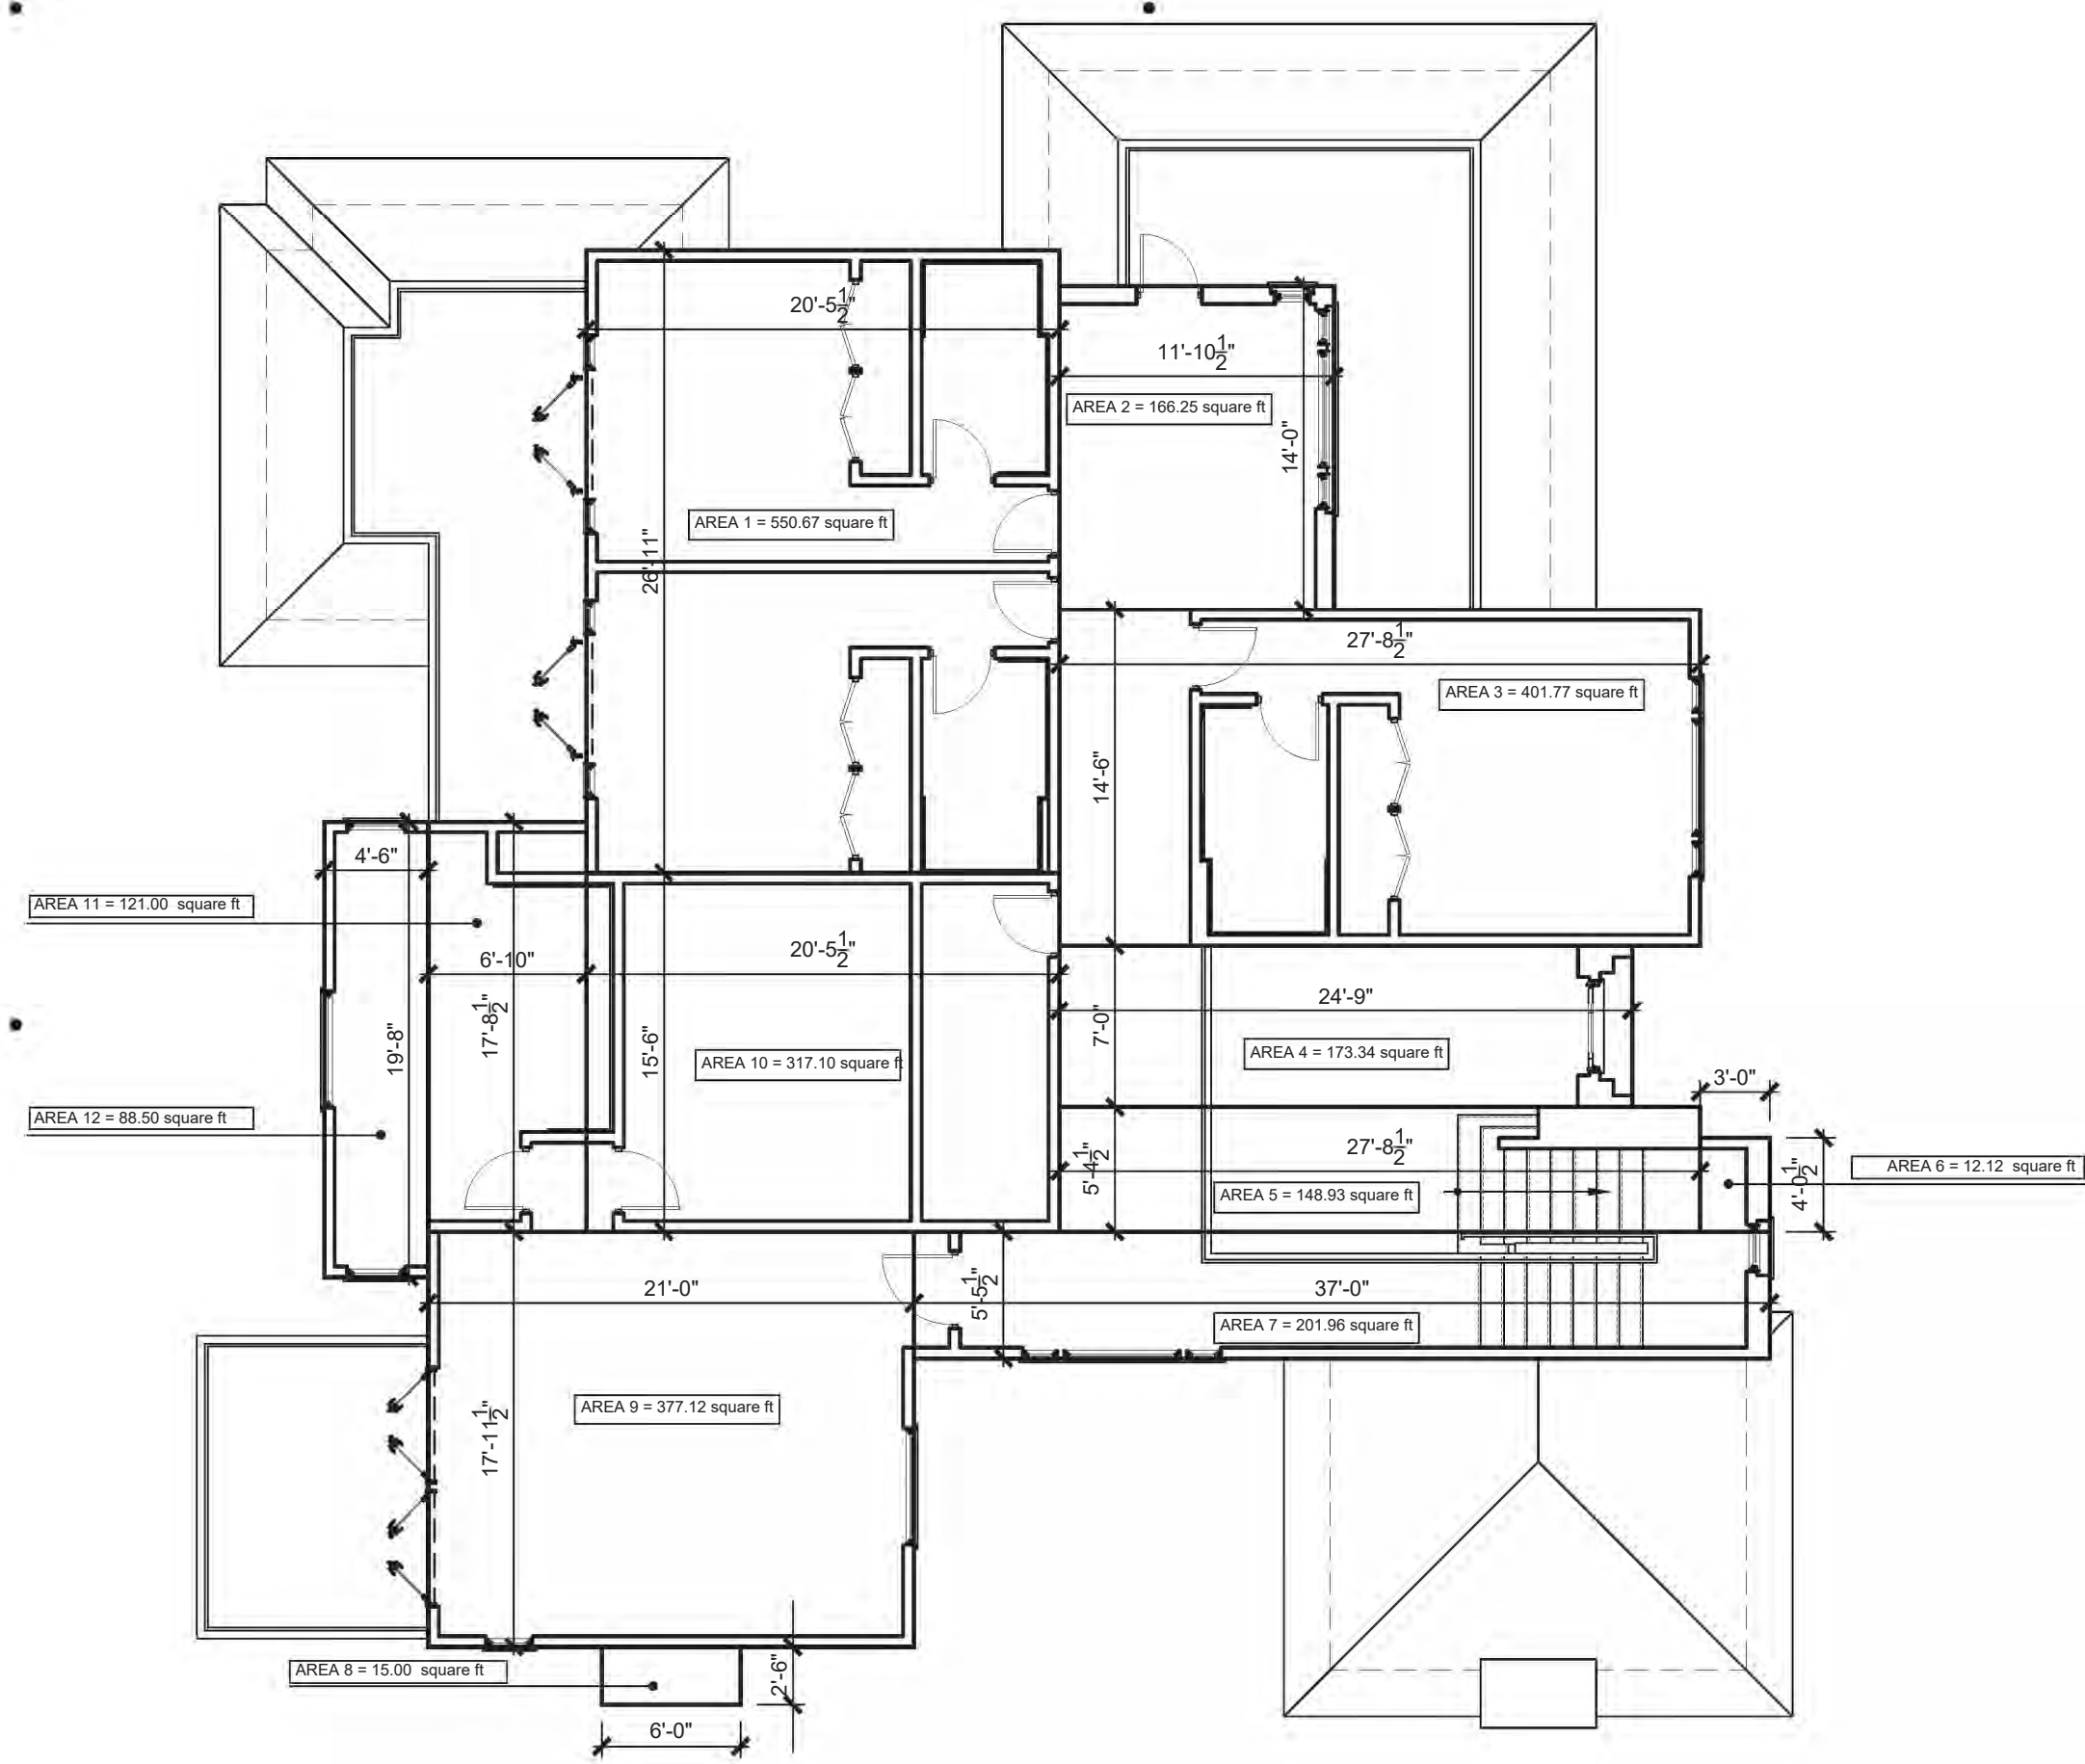 20'-5 1/2"
11'-10 1/2"
AREA 2 = 166.25 square ft
14'-0"
AREA 1 = 550.67 square ft
26'-11"
27'-8 1/2"
AREA 3 = 401.77 square ft
14'-6"
4'-6"
AREA 11 = 121.00 square ft
6'-10"
20'-5 1/2"
24'-9"
17'-8 1/2"
19'-8"
15'-6"
7'-0"
AREA 10 = 317.10 square ft
AREA 4 = 173.34 square ft
3'-0"
AREA 12 = 88.50 square ft
27'-8 1/2"
5'-4 1/2"
4'-0 1/2"
AREA 6 = 12.12 square ft
AREA 5 = 148.93 square ft
21'-0"
5'-5 1/2"
37'-0"
AREA 7 = 201.96 square ft
AREA 9 = 377.12 square ft
17'-11 1/2"
AREA 8 = 15.00 square ft
2'-6"
6'-0"